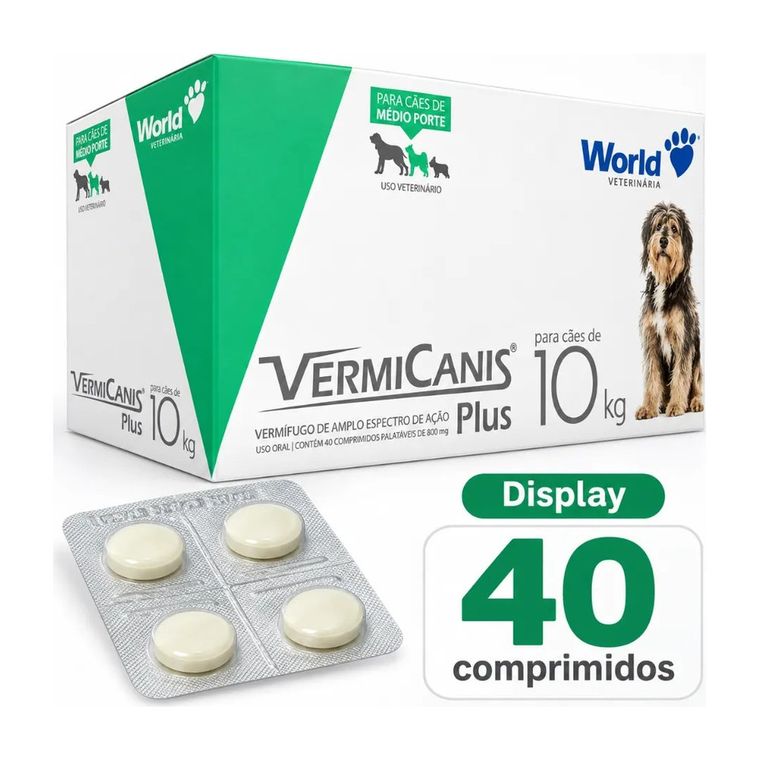 World
VETERINÁRIA
PARA CÃES DE
MÉDIO PORTE
USO VETERINÁRIO
VERMICANIS®
Plus
para cães de
10 kg
PARA CÃES DE
MÉDIO PORTE
USO VETERINÁRIO
World
VETERINÁRIA
VERMICANIS®
Plus
para cães de
10 kg
VERMÍFUGO DE AMPLO ESPECTRO DE AÇÃO
USO ORAL | CONTÉM 40 COMPRIMIDOS PALATÁVEIS DE 800 mg
Display
40
comprimidos